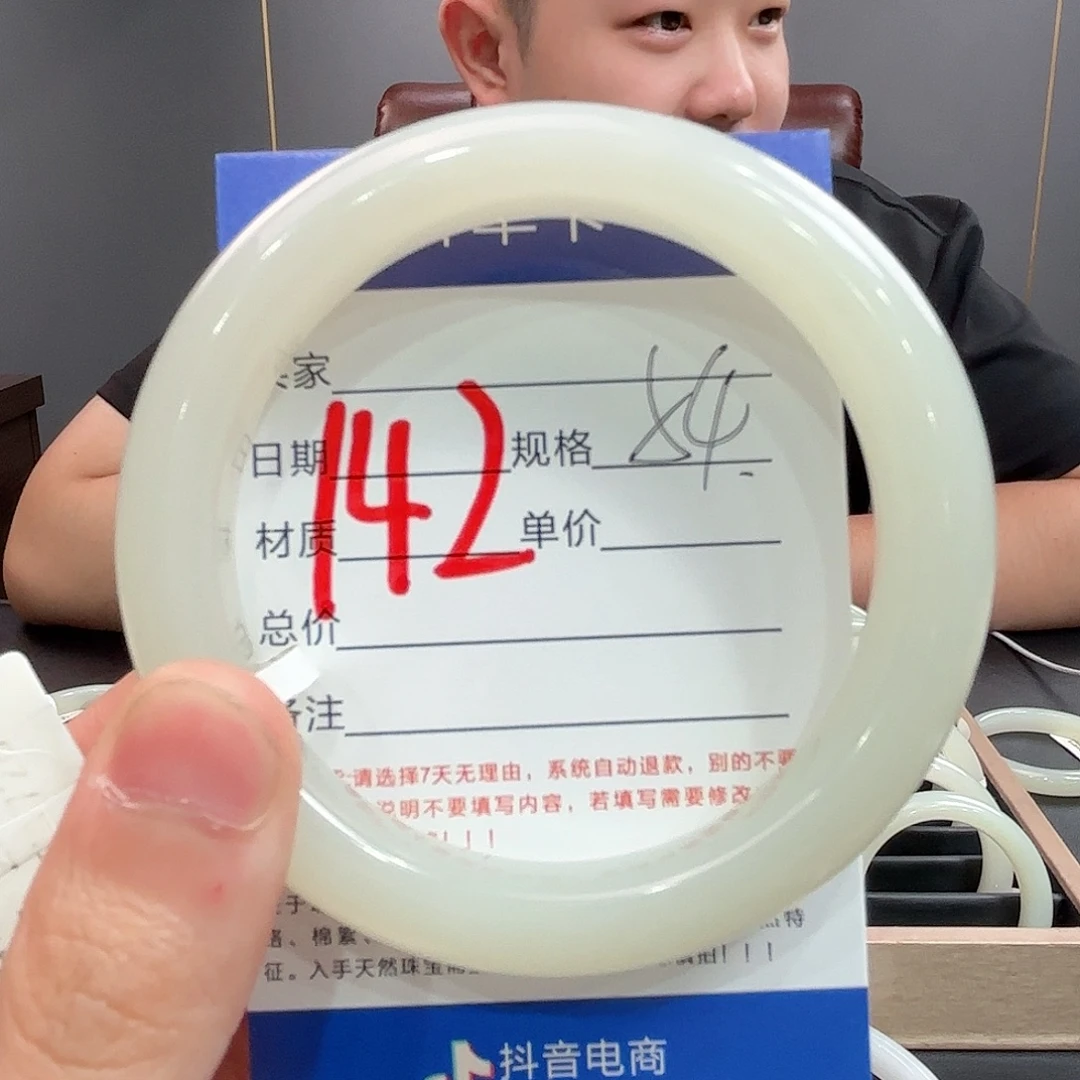 家
日期 142 规格 84.
材质 单价
总价
备注
请选择7天无理由，系统自动退款，别的不要
说明不要填写内容，若填写需要修改
！！！
、棉絮、
特
征。入手天然珠宝
！！！
抖音电商